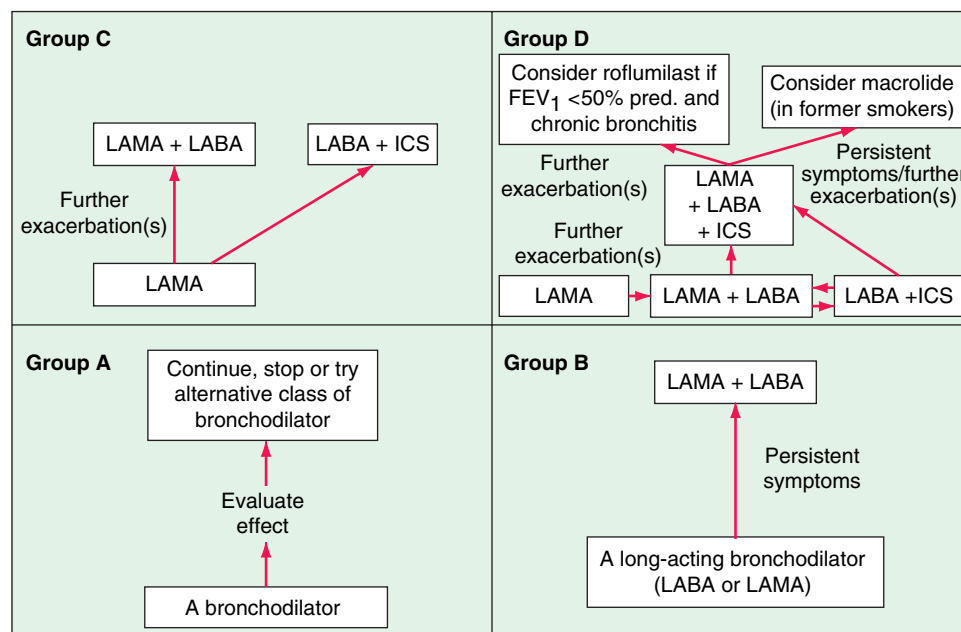 Group C
LAMA + LABA
LABA + ICS
Further
exacerbation(s)
LAMA
Group D
Consider roflumilast if
FEV1 <50% pred. and
chronic bronchitis
Consider macrolide
(in former smokers)
Further
exacerbation(s)
Persistent
symptoms/further
exacerbation(s)
LAMA
+ LABA
+ ICS
Further
exacerbation(s)
LAMA
LAMA + LABA
LABA +ICS
Group A
Continue, stop or try
alternative class of
bronchodilator
Evaluate
effect
A bronchodilator
Group B
LAMA + LABA
Persistent
symptoms
A long-acting bronchodilator
(LABA or LAMA)